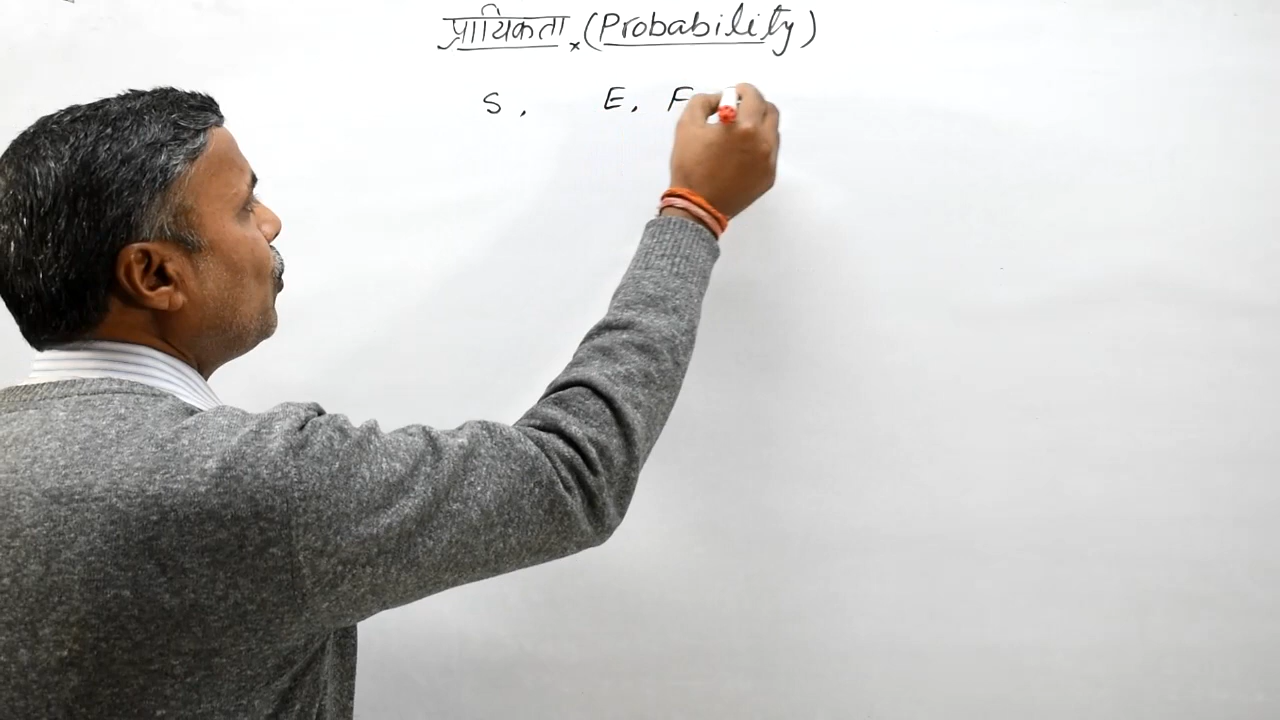 प्रायिकता (Probability)
S, E, F